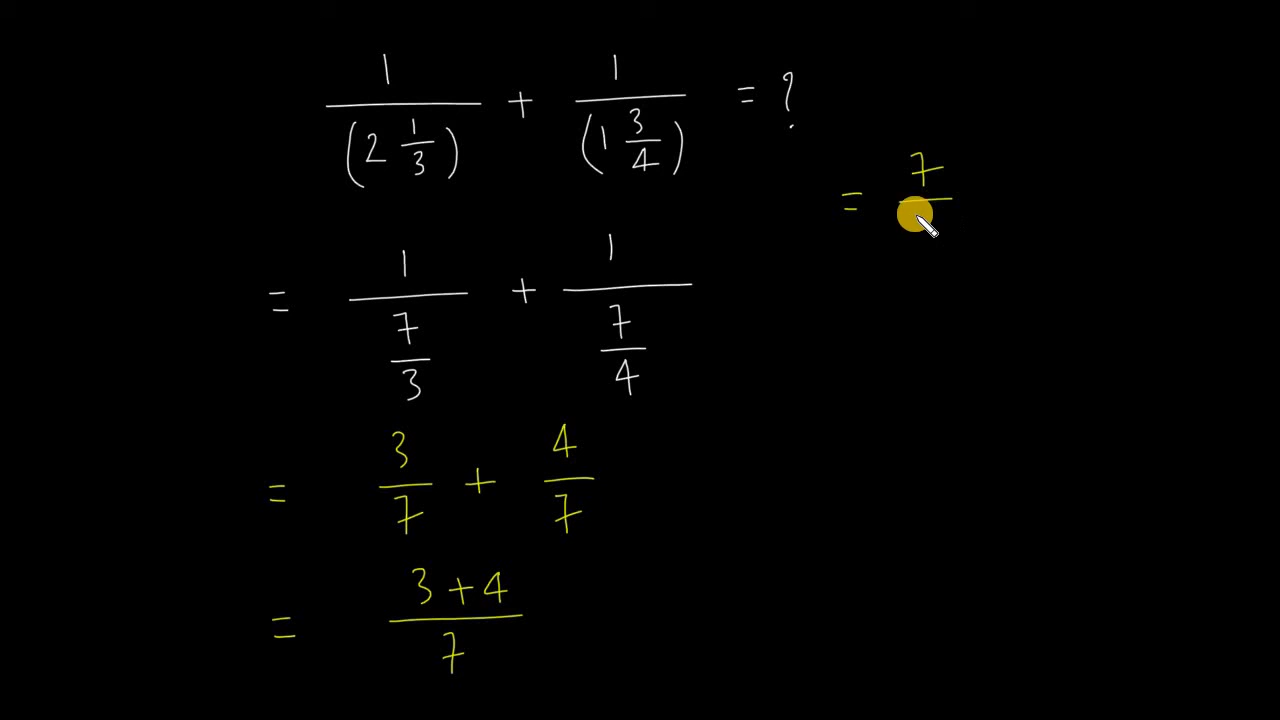 1/(2 1/3) + 1/(1 3/4) = ?
= 1/(7/3) + 1/(7/4)
= 3/7 + 4/7
= (3+4)/7
= 7/